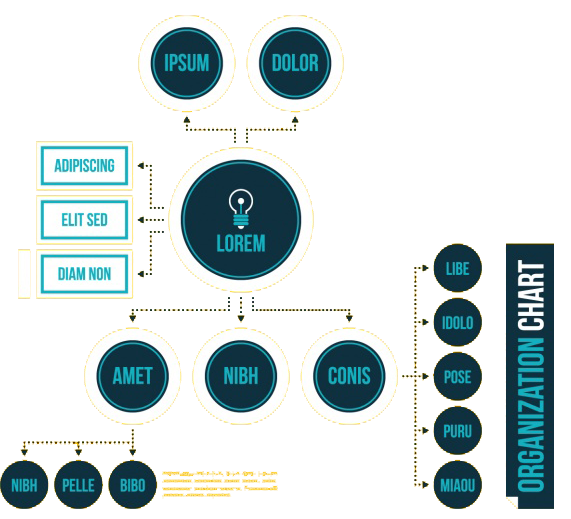 IPSUM
DOLOR
ADIPISCING
ELIT SED
DIAM NON
LOREM
AMET
NIBH
CONIS
LIBE
IDOLO
POSE
PURU
MIAOU
NIBH
PELLE
BIBO
ORGANIZATION CHART